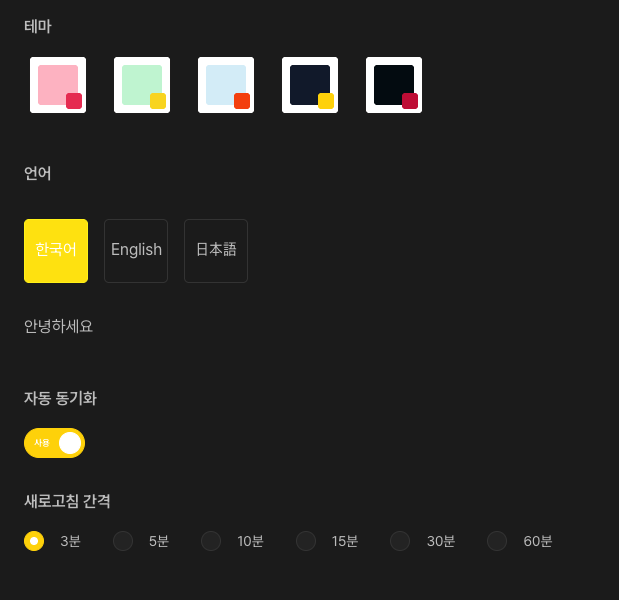 테마
언어
한국어 English 日本語
안녕하세요
자동 동기화
사용
새로고침 간격
3분 5분 10분 15분 30분 60분